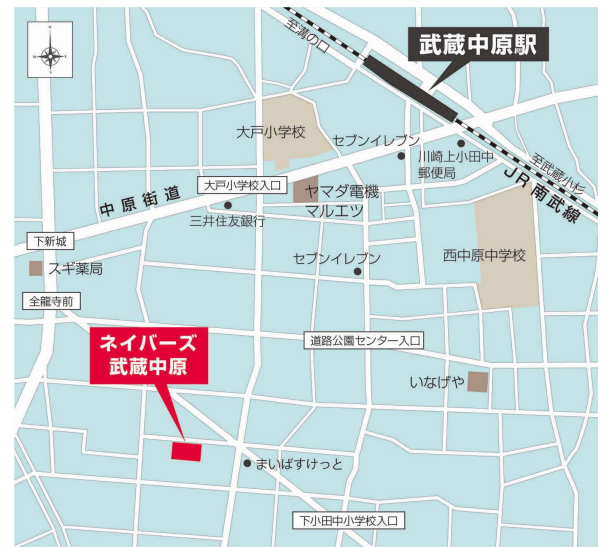 至溝の口
武蔵中原駅
大戸小学校
セブンイレブン
川崎上小田中
郵便局
至武蔵小杉
JR南武線
大戸小学校入口
ヤマダ電機
マルエツ
中原街道
三井住友銀行
下新城
スギ薬局
セブンイレブン
西中原中学校
全龍寺前
ネイバーズ
武蔵中原
道路公園センター入口
いなげや
まいばすけっと
下小田中小学校入口